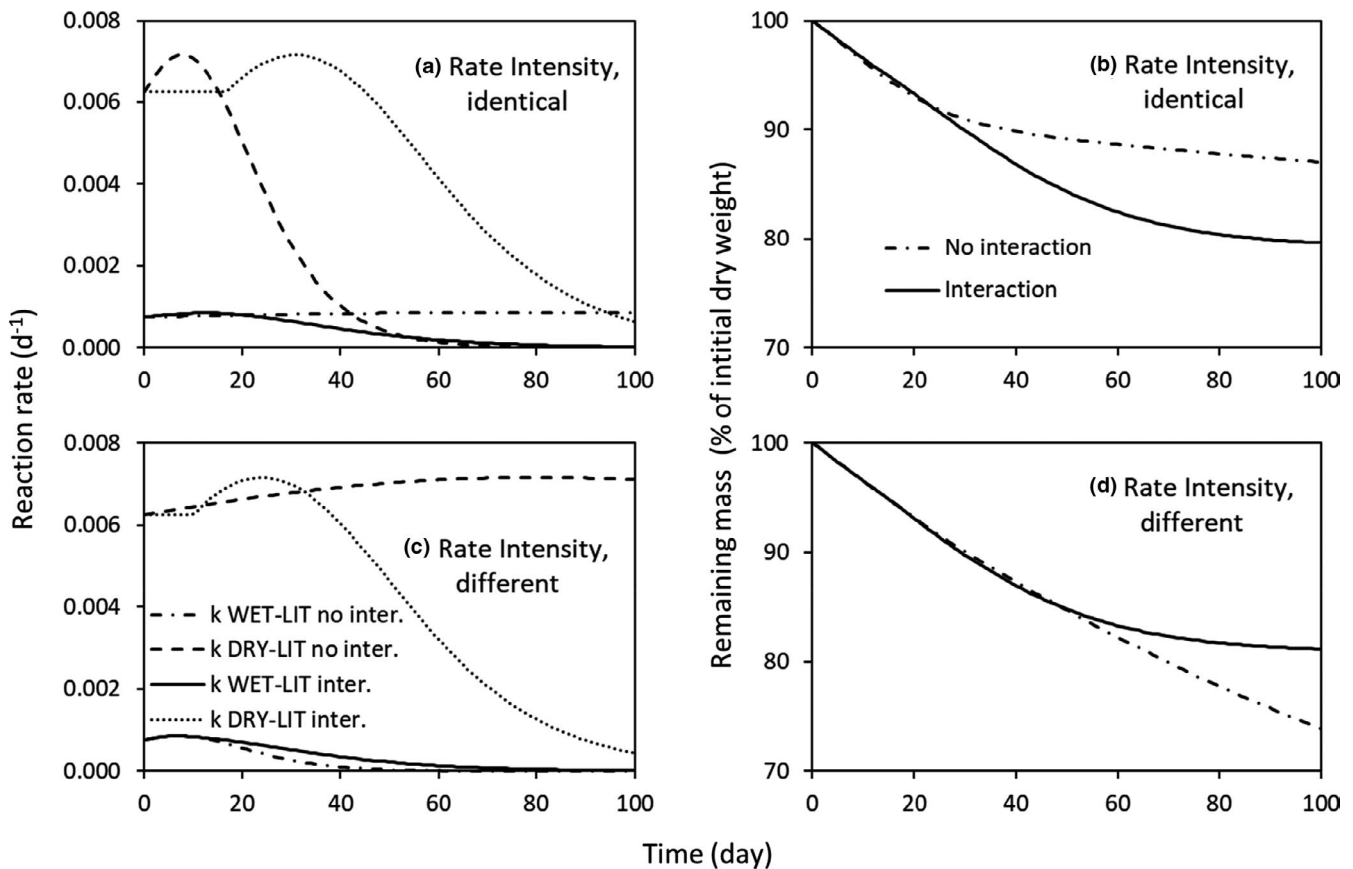 0.008
0.006
0.004
0.002
0.000
0 20 40 60 80 100
(a) Rate Intensity,
identical
100
90
80
70
0 20 40 60 80 100
(b) Rate Intensity,
identical
No interaction
Interaction
Reaction rate (d-1)
Remaining mass (% of intitial dry weight)
0.008
0.006
0.004
0.002
0.000
0 20 40 60 80 100
(c) Rate Intensity,
different
k WET-LIT no inter.
k DRY-LIT no inter.
k WET-LIT inter.
k DRY-LIT inter.
100
90
80
70
0 20 40 60 80 100
(d) Rate Intensity,
different
Time (day)